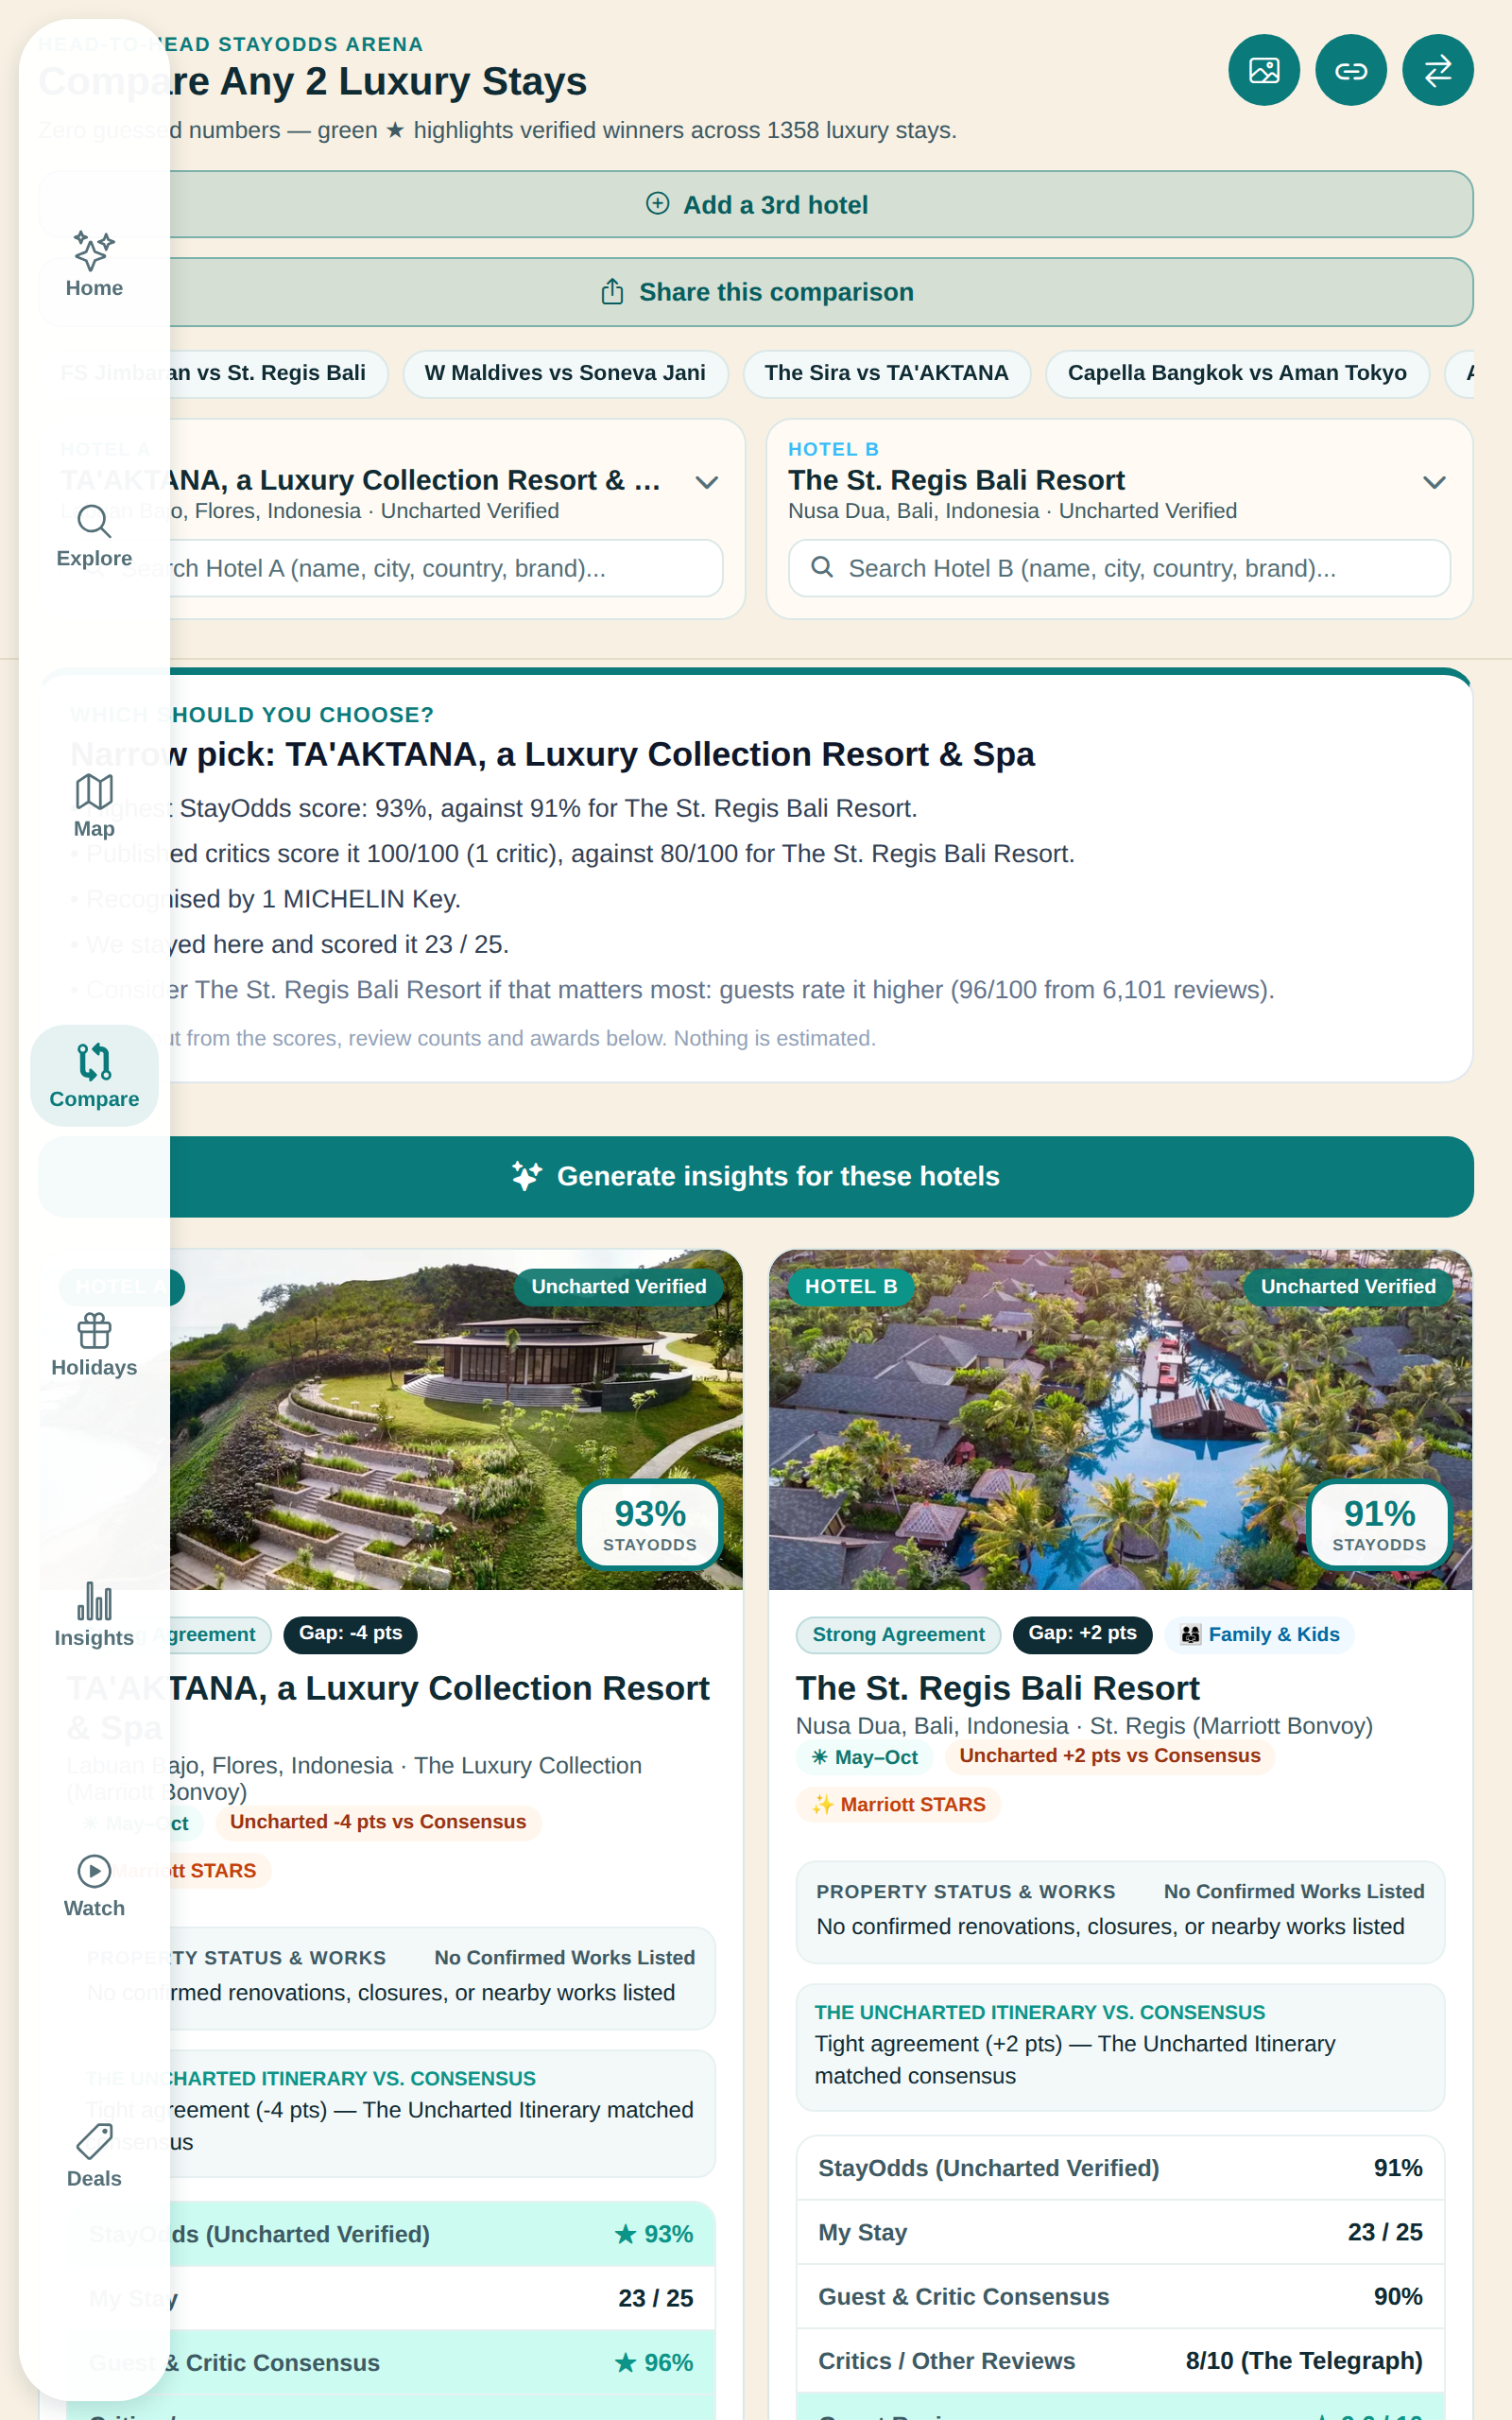 HEAD-TO-HEAD STAYODDS ARENA
Compare Any 2 Luxury Stays
Zero guessed numbers — green ★ highlights verified winners across 1358 luxury stays.
Add a 3rd hotel
Share this comparison
FS Jimbaran vs St. Regis Bali
W Maldives vs Soneva Jani
The Sira vs TA'AKTANA
Capella Bangkok vs Aman Tokyo
HOTEL A
TA'AKTANA, a Luxury Collection Resort & ...
Labuan Bajo, Flores, Indonesia · Uncharted Verified
Search Hotel A (name, city, country, brand)...
HOTEL B
The St. Regis Bali Resort
Nusa Dua, Bali, Indonesia · Uncharted Verified
Search Hotel B (name, city, country, brand)...
Home
Explore
Map
Compare
Holidays
Insights
Watch
Deals
WHICH SHOULD YOU CHOOSE?
Narrow pick: TA'AKTANA, a Luxury Collection Resort & Spa
• Highest StayOdds score: 93%, against 91% for The St. Regis Bali Resort.
• Published critics score it 100/100 (1 critic), against 80/100 for The St. Regis Bali Resort.
• Recognised by 1 MICHELIN Key.
• We stayed here and scored it 23 / 25.
• Consider The St. Regis Bali Resort if that matters most: guests rate it higher (96/100 from 6,101 reviews).
from the scores, review counts and awards below. Nothing is estimated.
Generate insights for these hotels
HOTEL A
Uncharted Verified
93%
STAYODDS
Agreement
Gap: -4 pts
TA'AKTANA, a Luxury Collection Resort
& Spa
Labuan Bajo, Flores, Indonesia · The Luxury Collection
(Marriott Bonvoy)
☀ May–Oct
Uncharted -4 pts vs Consensus
Marriott STARS
PROPERTY STATUS & WORKS
No Confirmed Works Listed
No confirmed renovations, closures, or nearby works listed
THE UNCHARTED ITINERARY VS. CONSENSUS
Tight agreement (-4 pts) — The Uncharted Itinerary matched
consensus
StayOdds (Uncharted Verified)
★ 93%
My Stay
23 / 25
Guest & Critic Consensus
★ 96%
HOTEL B
Uncharted Verified
91%
STAYODDS
Strong Agreement
Gap: +2 pts
👨‍👩‍👧‍👦 Family & Kids
The St. Regis Bali Resort
Nusa Dua, Bali, Indonesia · St. Regis (Marriott Bonvoy)
☀ May–Oct
Uncharted +2 pts vs Consensus
✨ Marriott STARS
PROPERTY STATUS & WORKS
No Confirmed Works Listed
No confirmed renovations, closures, or nearby works listed
THE UNCHARTED ITINERARY VS. CONSENSUS
Tight agreement (+2 pts) — The Uncharted Itinerary
matched consensus
StayOdds (Uncharted Verified)
91%
My Stay
23 / 25
Guest & Critic Consensus
90%
Critics / Other Reviews
8/10 (The Telegraph)